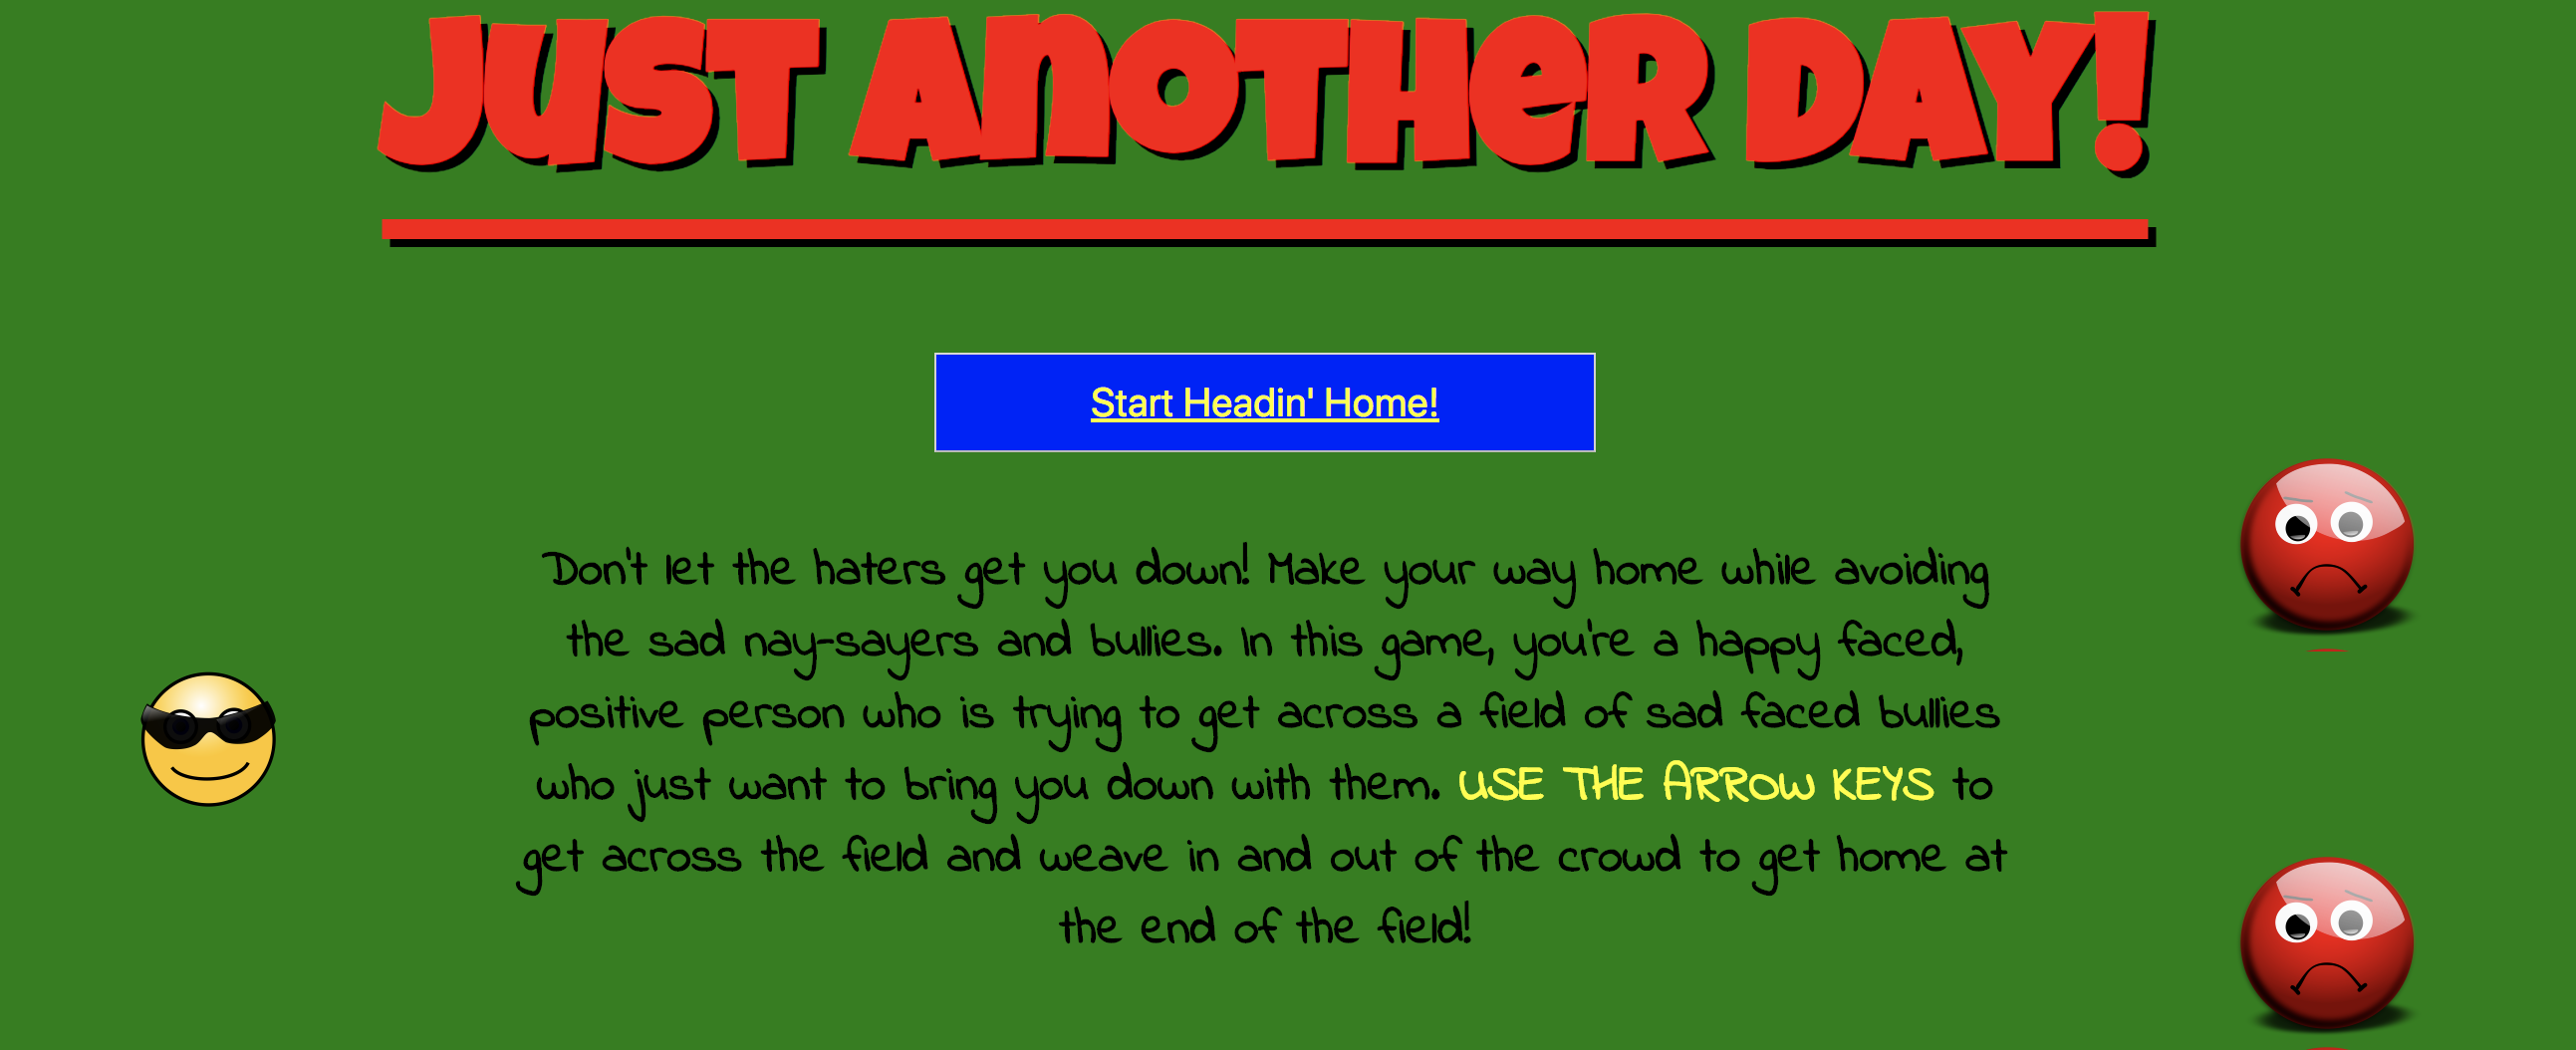 JUST ANOTHER DAY!
Start Headin' Home!
Don't let the haters get you down! Make your way home while avoiding
the sad nay-sayers and bullies. In this game, you're a happy faced,
positive person who is trying to get across a field of sad faced bullies
who just want to bring you down with them. USE THE ARROW KEYS to
get across the field and weave in and out of the crowd to get home at
the end of the field!